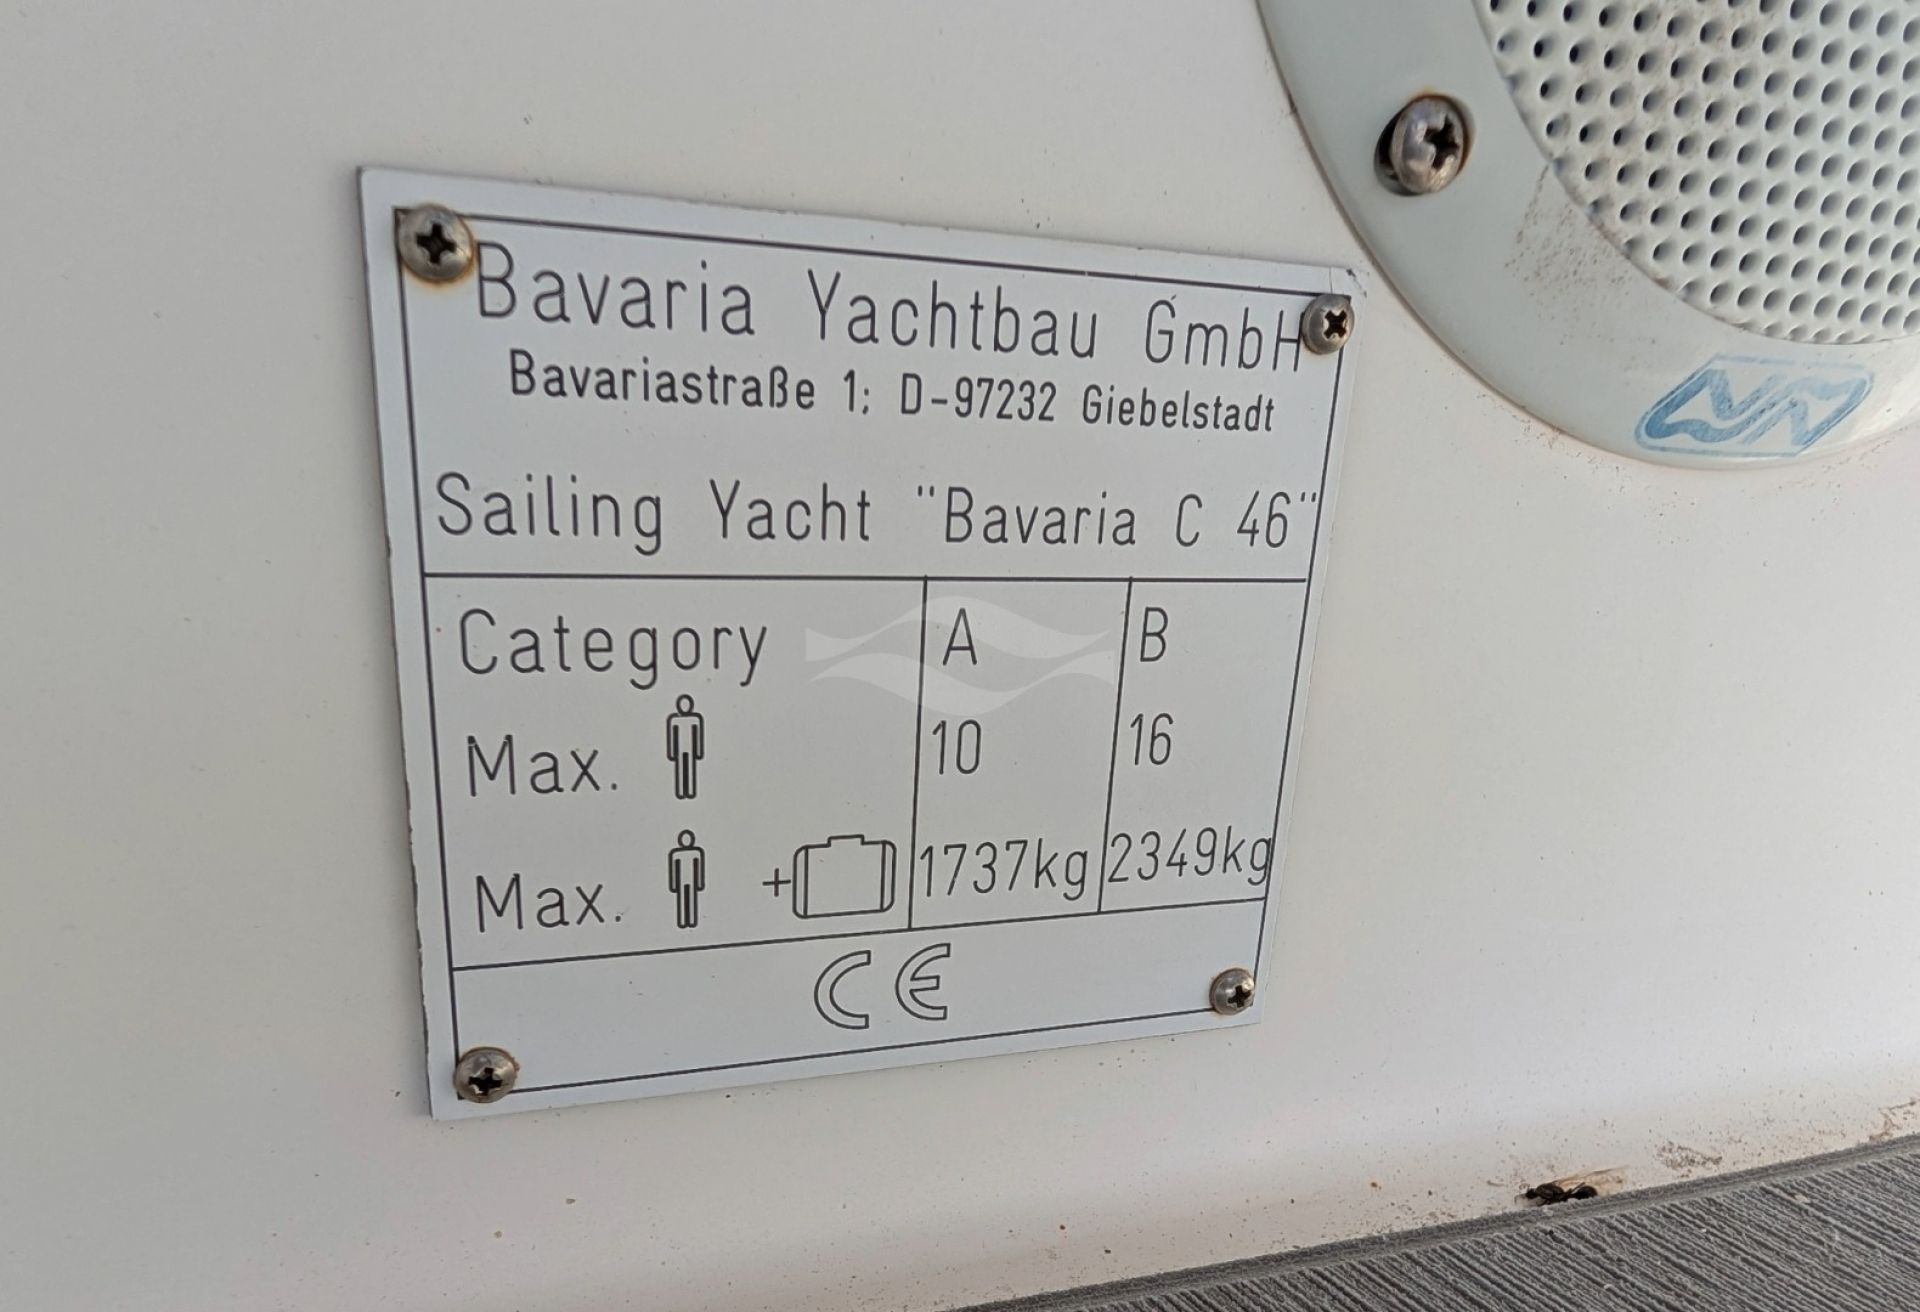 Bavaria Yachtbau GmbH
Bavariastraße 1; D-97232 Giebelstadt
Sailing Yacht "Bavaria C 46"
Category A B
Max. 10 16
Max. + 1737kg 2349kg
CE